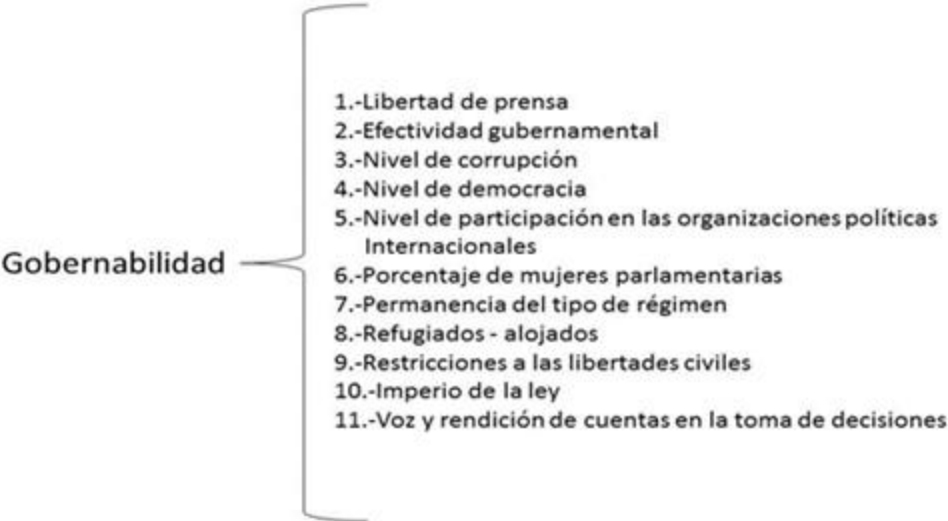 1.-Libertad de prensa
2.-Efectividad gubernamental
3.-Nivel de corrupción
4.-Nivel de democracia
5.-Nivel de participación en las organizaciones políticas
Internacionales
Gobernabilidad
6.-Porcentaje de mujeres parlamentarias
7.-Permanencia del tipo de régimen
8.-Refugiados - alojados
9.-Restricciones a las libertades civiles
10.-Imperio de la ley
11.-Voz y rendición de cuentas en la toma de decisiones